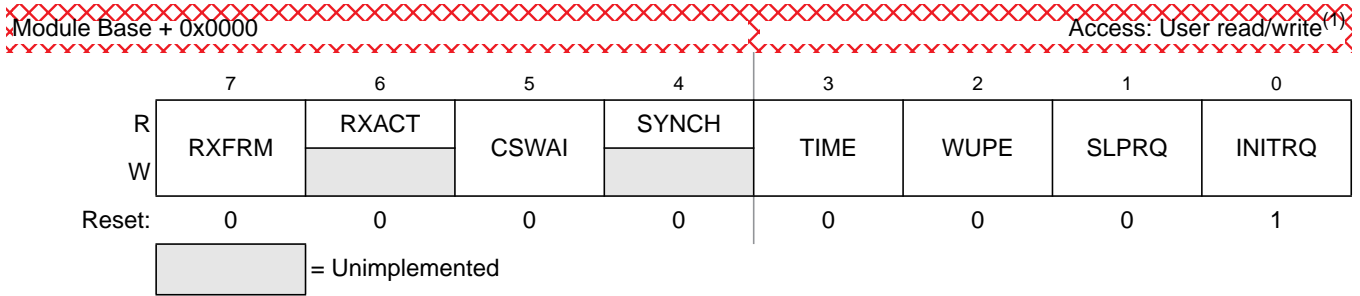 Module Base + 0x0000 Access: User read/write(1)
7 6 5 4 3 2 1 0
R RXFRM RXACT CSWAI SYNCH TIME WUPE SLPRQ INITRQ
W
Reset: 0 0 0 0 0 0 0 1
= Unimplemented